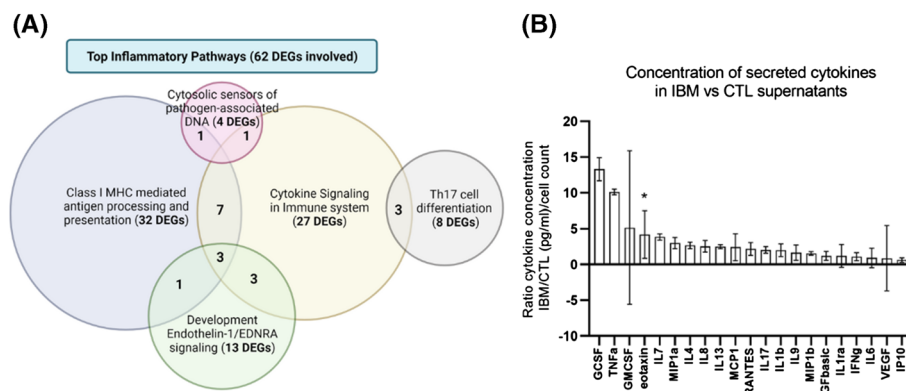 (A)
Top Inflammatory Pathways (62 DEGs involved)
Cytosolic sensors of
pathogen-associated
DNA (4 DEGs)
1
1
Class I MHC mediated
antigen processing and
presentation (32 DEGs)
7
Cytokine Signaling
in Immune system
(27 DEGs)
3
Th17 cell
differentiation
(8 DEGs)
3
1
3
Development
Endothelin-1/EDNRA
signaling (13 DEGs)
(B)
Concentration of secreted cytokines
in IBM vs CTL supernatants
Ratio cytokine concentration
IBM/CTL (pg/ml)/cell count
20
15
10
5
0
-5
-10
*
GCSF
TNFa
GMCSF
eotaxin
IL7
MIP1a
IL4
IL8
IL13
MCP1
RANTES
IL17
IL1b
IL9
MIP1b
GFbasic
IL1ra
IFNg
IL6
VEGF
IP10